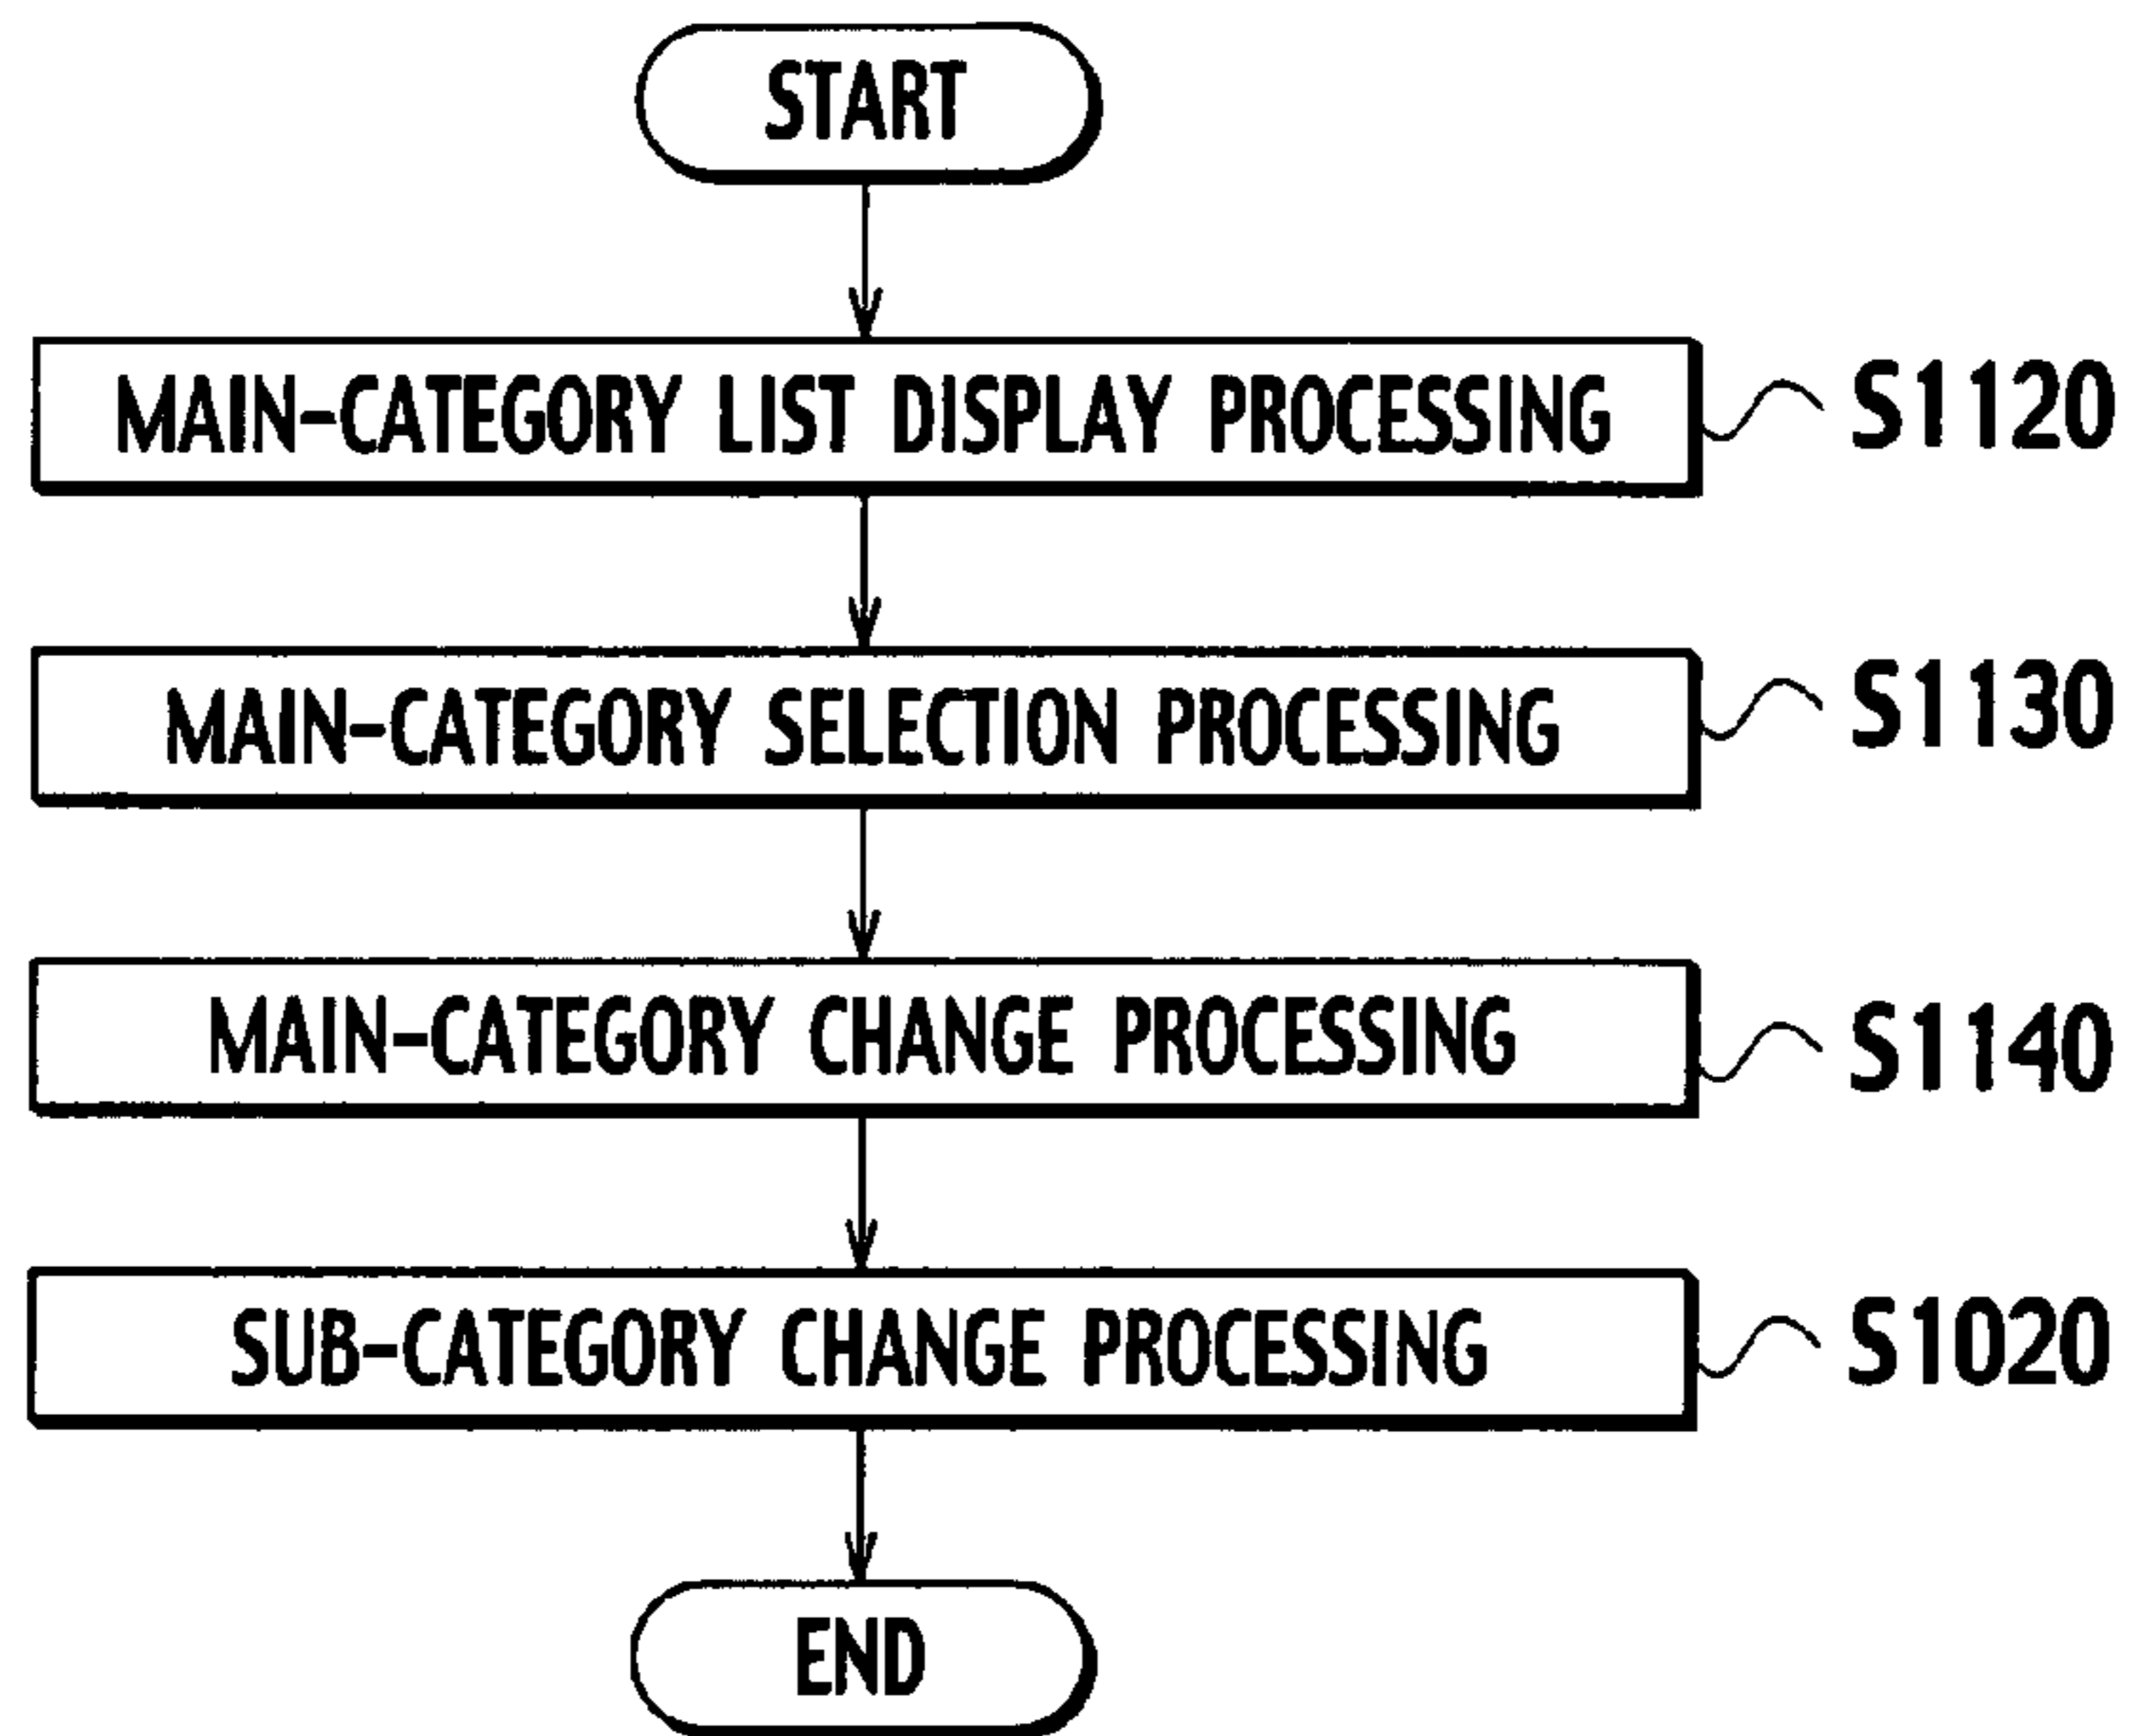 START
MAIN-CATEGORY LIST DISPLAY PROCESSING
S1120
MAIN-CATEGORY SELECTION PROCESSING
S1130
MAIN-CATEGORY CHANGE PROCESSING
S1140
SUB-CATEGORY CHANGE PROCESSING
S1020
END